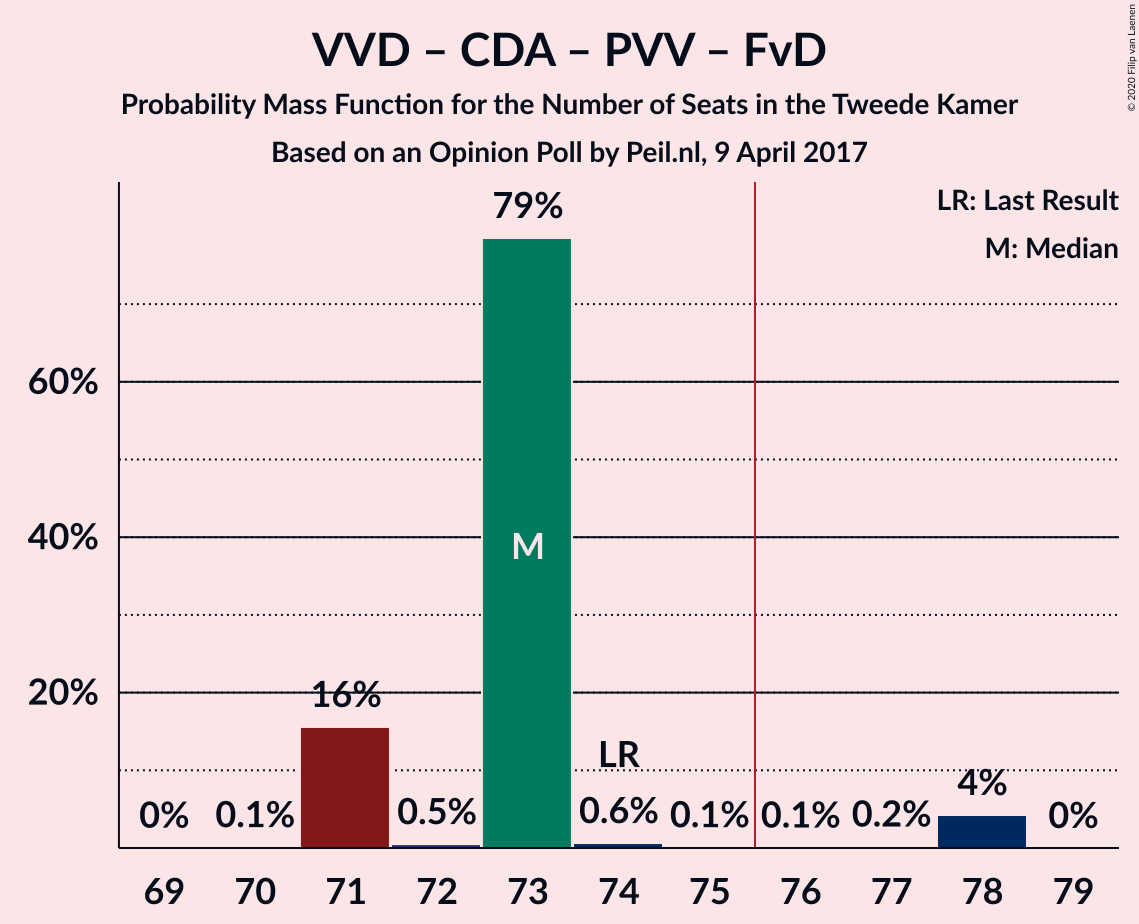 VVD – CDA – PVV – FvD
Probability Mass Function for the Number of Seats in the Tweede Kamer
Based on an Opinion Poll by Peil.nl, 9 April 2017
© 2020 Filip van Laenen
LR: Last Result
M: Median
79%
60%
40%
20%
M
16%
LR
0%
0.1%
0.5%
0.6%
0.1%
0.1%
0.2%
4%
0%
69 70 71 72 73 74 75 76 77 78 79